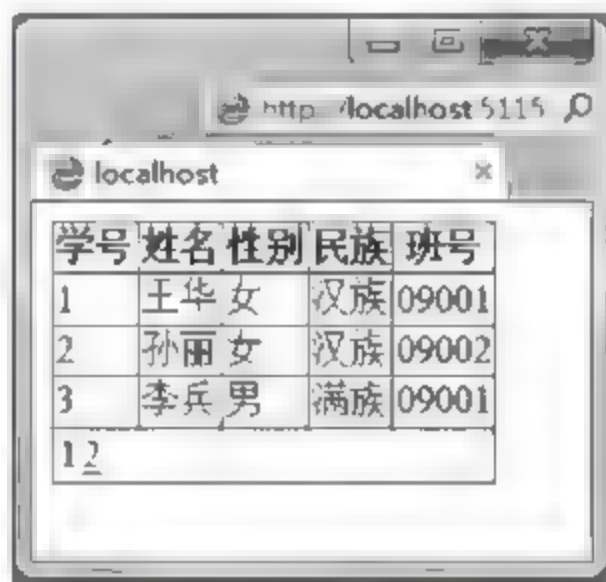 http://localhost:5115
localhost
学号 姓名 性别 民族 班号
1 王华 女 汉族 09001
2 孙丽 女 汉族 09002
3 李兵 男 满族 09001
1 2